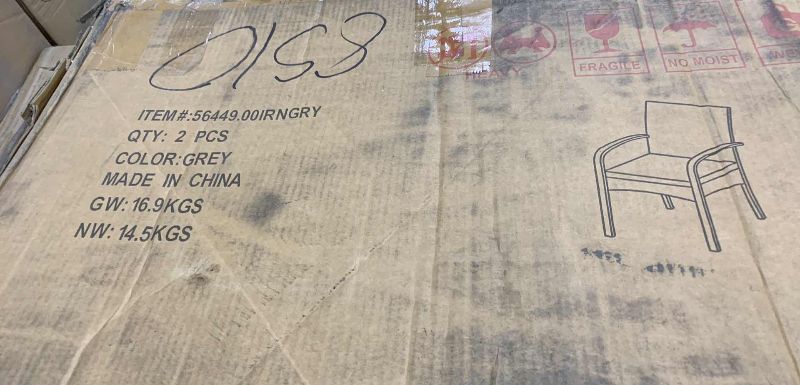 0153
HEAVY
FRAGILE
NO MOIST
ITEM#:56449.00IRNGRY
QTY: 2 PCS
COLOR:GREY
MADE IN CHINA
GW: 16.9KGS
NW: 14.5KGS